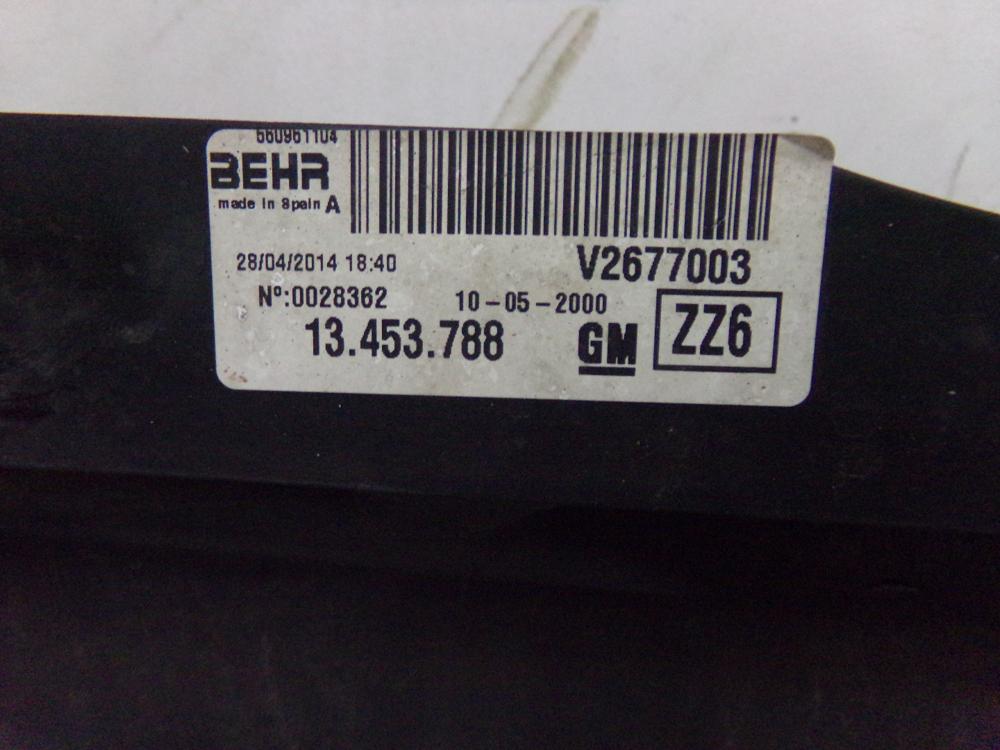 560961104
BEHR
made in Spain A
28/04/2014 18:40
V2677003
Nº:0028362
10-05-2000
13.453.788
GM
ZZ6